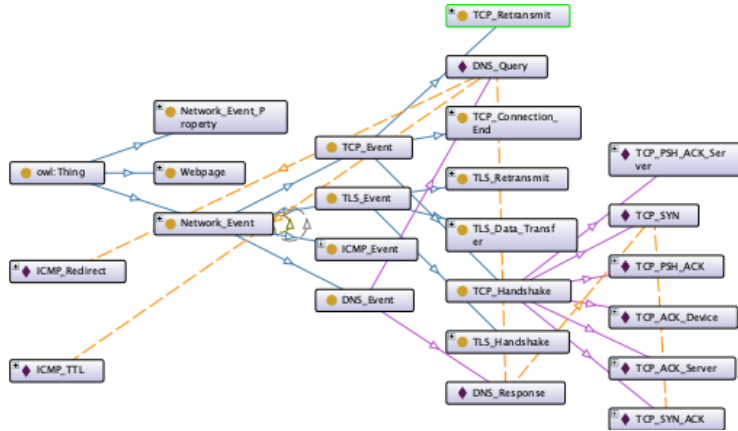 TCP_Retransmit
DNS_Query
Network_Event_P
roperty
TCP_Connection_
End
TCP_Event
TCP_PSH_ACK_Ser
ver
owl:Thing
Webpage
TLS_Retransmit
TLS_Event
TCP_SYN
Network_Event
TLS_Data_Transf
er
ICMP_Event
ICMP_Redirect
TCP_PSH_ACK
TCP_Handshake
DNS_Event
TCP_ACK_Device
TLS_Handshake
ICMP_TTL
TCP_ACK_Server
DNS_Response
TCP_SYN_ACK